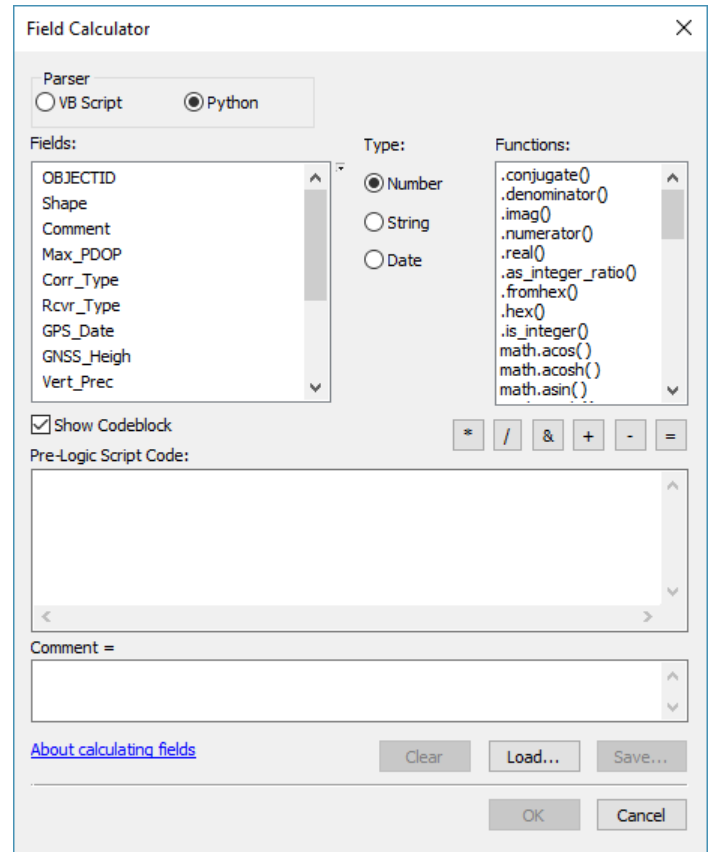 Field Calculator
Parser
VB Script
Python
Fields:
OBJECTID
Shape
Comment
Max_PDOP
Corr_Type
Rcvr_Type
GPS_Date
GNSS_Heigh
Vert_Prec
Type:
Number
String
Date
Functions:
.conjugate()
.denominator()
.imag()
.numerator()
.real()
.as_integer_ratio()
.fromhex()
.hex()
.is_integer()
math.acos( )
math.acosh( )
math.asin( )
Show Codeblock
* / & + - =
Pre-Logic Script Code:
Comment =
About calculating fields
Clear
Load...
Save...
OK
Cancel